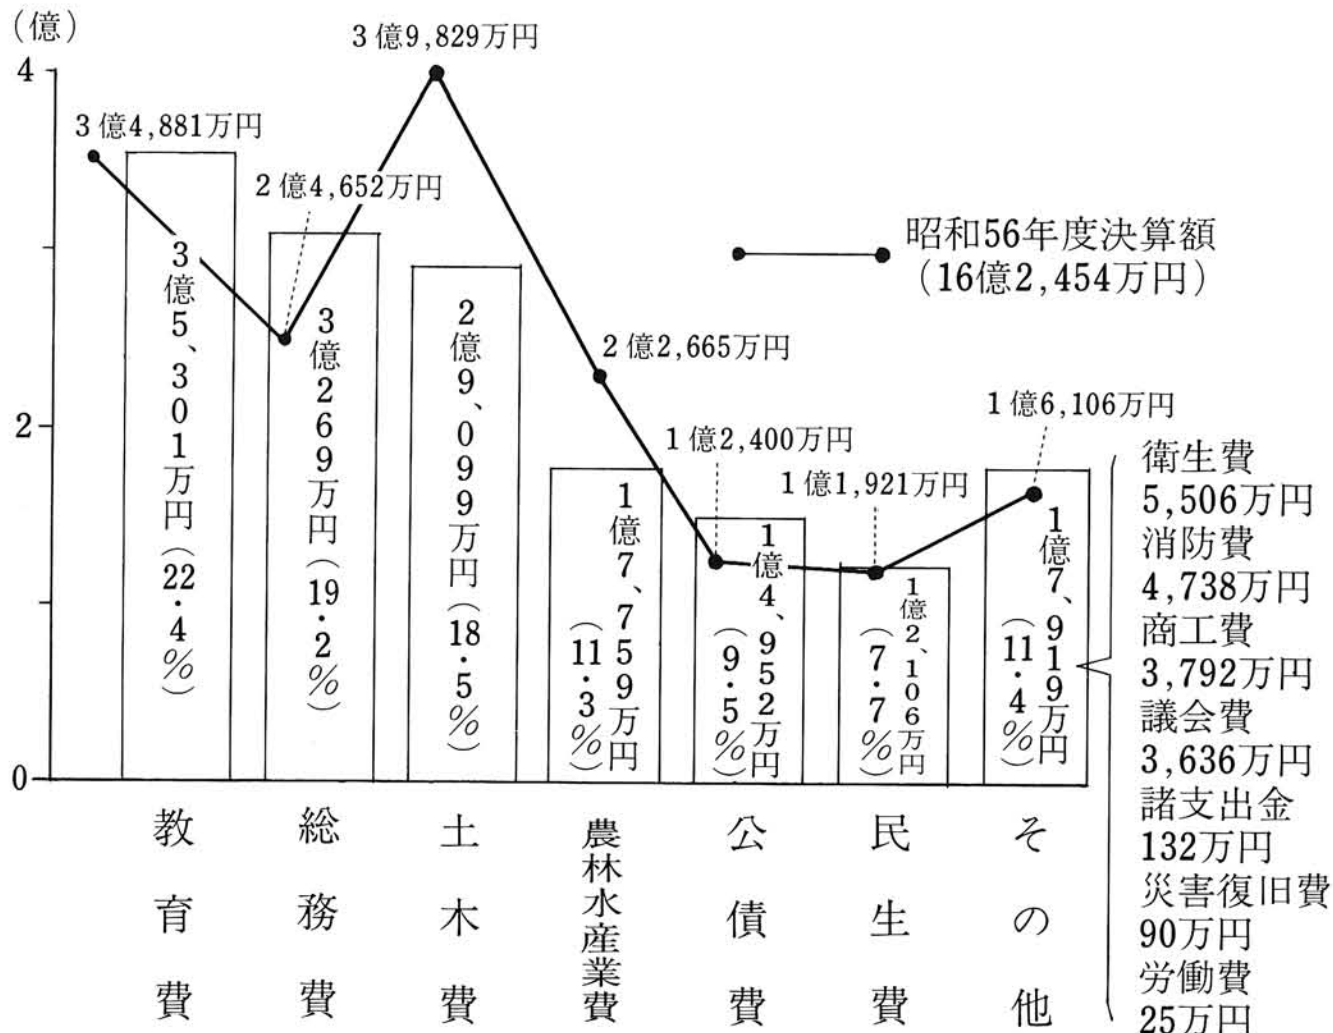 (億)
4
2
0
3億4,881万円
2億4,652万円
3億9,829万円
2億2,665万円
1億2,400万円
1億1,921万円
1億6,106万円
昭和56年度決算額
(16億2,454万円)
3億5、301万円(22・4%)
3億269万円(19・2%)
2億9、099万円(18・5%)
1億7、759万円
(11・3%)
1億4、952万円
(9・5%)
1億2、106万円
(7・7%)
1億7、919万円
(11・4%)
教育費
総務費
土木費
農林水産業費
公債費
民生費
その他
衛生費
5,506万円
消防費
4,738万円
商工費
3,792万円
議会費
3,636万円
諸支出金
132万円
災害復旧費
90万円
労働費
25万円